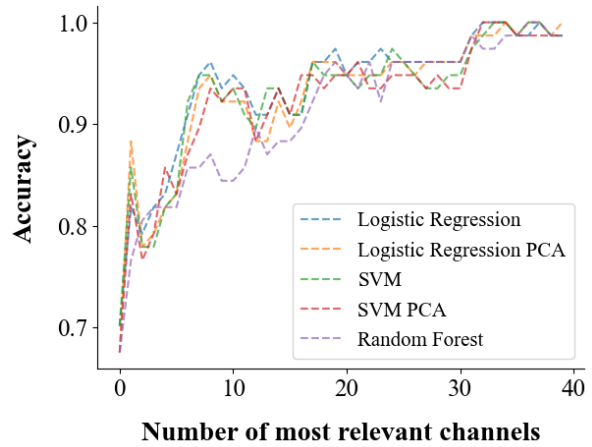 1.0
0.9
0.8
0.7
Accuracy
Logistic Regression
Logistic Regression PCA
SVM
SVM PCA
Random Forest
0 10 20 30 40
Number of most relevant channels